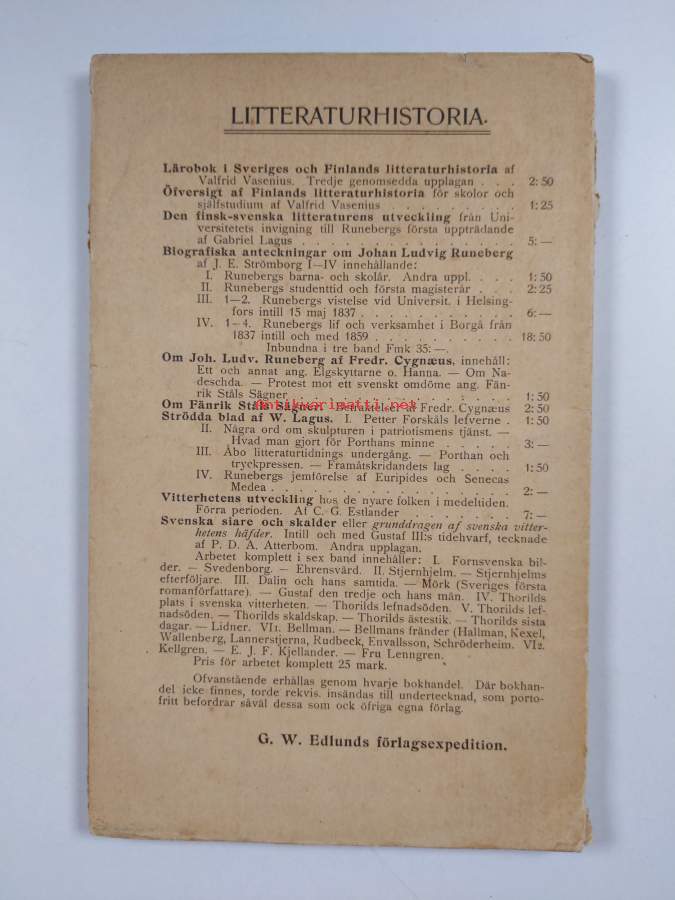 LITTERATURHISTORIA.
Lärobok i Sveriges och Finlands litteraturhistoria af
Valfrid Vasenius. Tredje genomsedda upplagan . . . 2: 50
Öfversigt af Finlands litteraturhistoria för skolor och
sjelfstudium af Valfrid Vasenius . . . . . . . . 1: 25
Den finsk-svenska litteraturens utveckling från Uni-
versitetets invigning till Runebergs första uppträdande
af Gabriel Lagus . . . . . . . . . . . . . 5: —
Biografiska anteckningar om Johan Ludvig Runeberg
af J. E. Strömborg I—IV innehållande:
I. Runebergs barna- och skolår. Andra uppl. . . . 1: 50
II. Runebergs studenttid och första magisterår . . . 2: 25
III. 1—2. Runebergs vistelse vid Universit. i Helsing-
fors intill 15 maj 1837 . . . . . . . . . . 6: —
IV. 1—4. Runebergs lif och verksamhet i Borgå från
1837 intill och med 1859 . . . . . . . . . 18: 50
Inbundna i tre band Fmk 35: —.
Om Joh. Ludv. Runeberg af Fredr. Cygnæus, innehåll:
Ett och annat ang. Elgskyttarne o. Hanna. — Om Na-
deschda. — Protest mot ett svenskt omdöme ang. Fän-
rik Ståls Sägner . . . . . . . . . . . . . 1: 50
Om Fänrik Ståls Sägner. Betraktelser af Fredr. Cygnæus 2: 50
antikvarimatti.net
Strödda blad af W. Lagus. I. Petter Forskåls lefverne . 1: 50
II. Några ord om skulpturen i patriotismens tjänst. —
Hvad man gjort för Porthans minne . . . . . 3: —
III. Åbo litteraturtidnings undergång. — Porthan och
tryckpressen. — Framåtskridandets lag . . . . 1: 50
IV. Runebergs jemförelse af Euripides och Senecas
Medea . . . . . . . . . . . . . . . 2: —
Vitterhetens utveckling hos de nyare folken i medeltiden.
Förra perioden. Af C. G. Estlander . . . . . . . 7: —
Svenska siare och skalder eller grunddragen af svenska vitter-
hetens häfder. Intill och med Gustaf III:s tidehvarf, tecknade
af P. D. A. Atterbom. Andra upplagan.
Arbetet komplett i sex band innehåller: I. Fornsvenska bil-
der. — Svedenborg. — Ehrensvärd. II. Stjernhjelm. — Stjernhjelms
efterföljare. III. Dalin och hans samtida. — Mörk (Sveriges första
romanförfattare). — Gustaf den tredje och hans män. IV. Thorilds
plats i svenska vitterheten. — Thorilds lefnadsöden. V. Thorilds lef-
nadsöden. — Thorilds skaldskap. — Thorilds ästestik. — Thorilds sista
dagar. — Lidner. VI1. Bellman. — Bellmans fränder (Hallman, Kexel,
Wallenberg, Lannerstjerna, Rudbeck, Envallsson, Schröderheim. VI2.
Kellgren. — E. J. F. Kjellander. — Fru Lenngren.
Pris för arbetet komplett 25 mark.
Ofvanstående erhållas genom hvarje bokhandel. Där bokhan-
del icke finnes, torde rekvis. insändas till undertecknad, som porto-
fritt befordrar såväl dessa som ock öfriga egna förlag.
G. W. Edlunds förlagsexpedition.